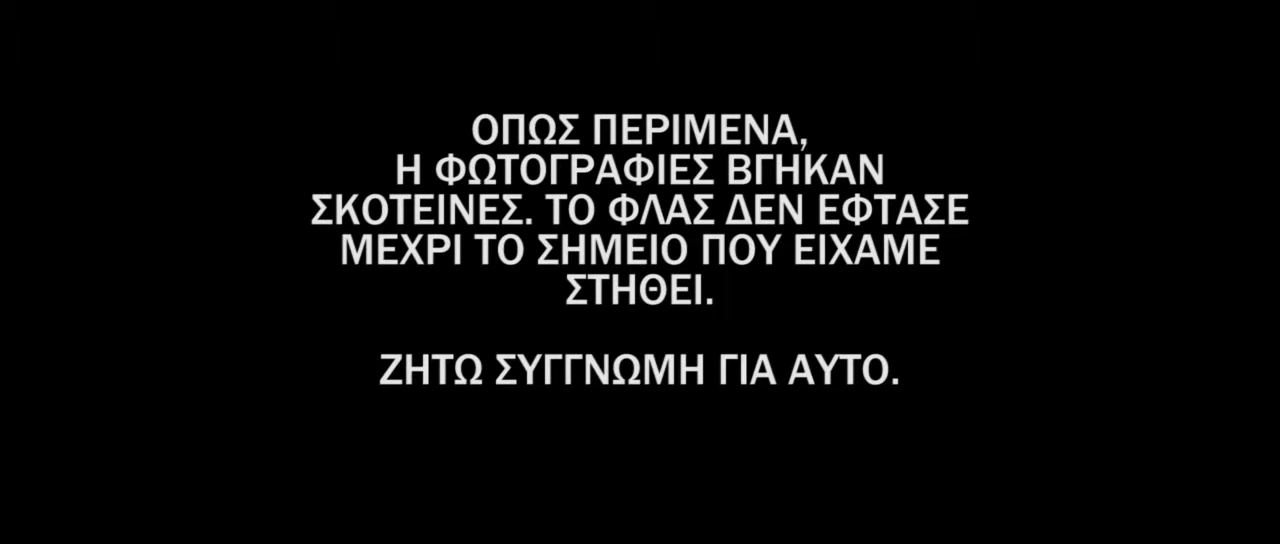 ΟΠΩΣ ΠΕΡΙΜΕΝΑ,
Η ΦΩΤΟΓΡΑΦΙΕΣ ΒΓΗΚΑΝ
ΣΚΟΤΕΙΝΕΣ. ΤΟ ΦΛΑΣ ΔΕΝ ΕΦΤΑΣΕ
ΜΕΧΡΙ ΤΟ ΣΗΜΕΙΟ ΠΟΥ ΕΙΧΑΜΕ
ΣΤΗΘΕΙ.
ΖΗΤΩ ΣΥΓΓΝΩΜΗ ΓΙΑ ΑΥΤΟ.